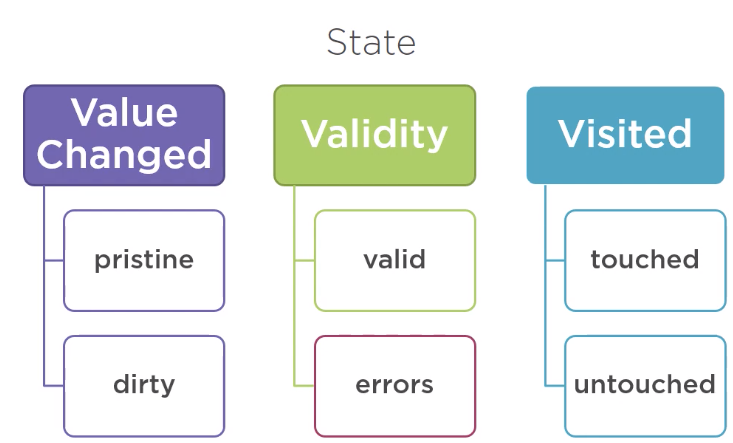 State
Value
Changed
Validity
Visited
pristine
valid
touched
dirty
errors
untouched